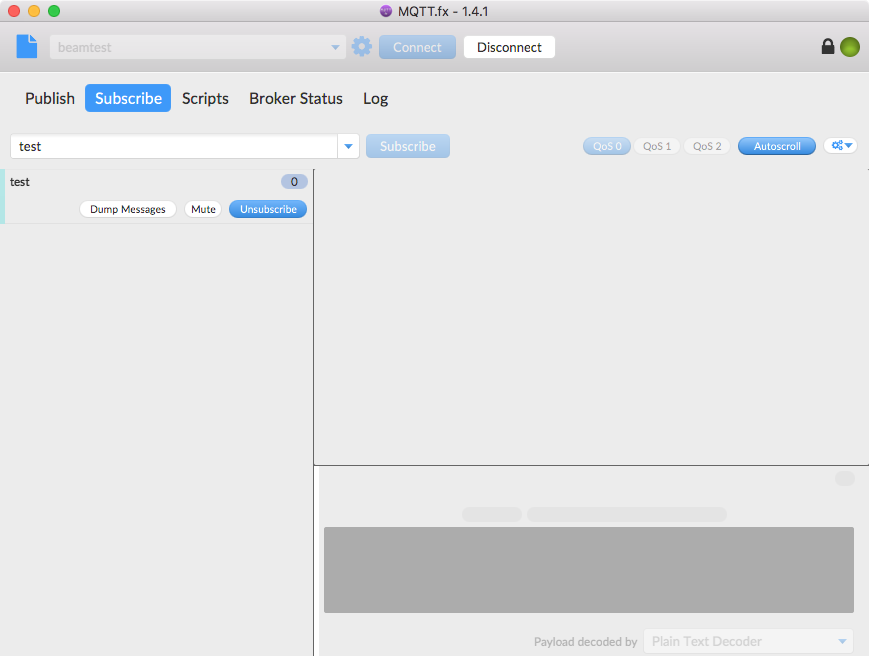 MQTT.fx - 1.4.1
beamtest Connect Disconnect
Publish Subscribe Scripts Broker Status Log
test Subscribe QoS 0 QoS 1 QoS 2 Autoscroll
test 0
Dump Messages Mute Unsubscribe
Payload decoded by Plain Text Decoder